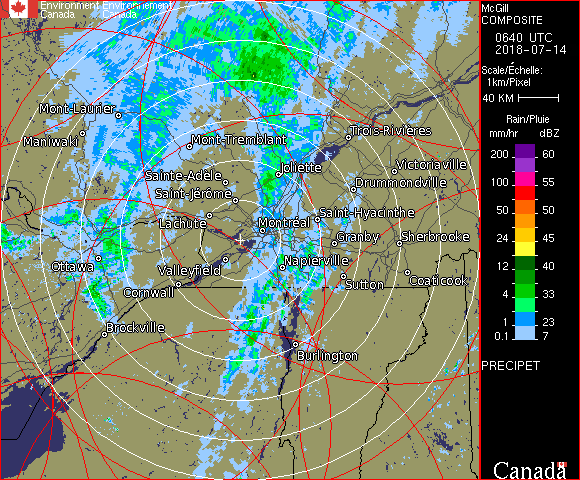 Environment Environnement
Canada Canada
McGill
COMPOSITE
0640 UTC
2018-07-14
Scale/Échelle:
1km/Pixel
40 KM
Rain/Pluie
mm/hr dBZ
200 60
100 55
50 50
24 45
12 40
4 33
1 23
0.1 7
PRECIPET
Canada
Mont-Laurier
Maniwaki
Mont-Tremblant
Trois-Rivières
Joliette
Victoriaville
Sainte-Adèle
Drummondville
Saint-Jérôme
Saint-Hyacinthe
Lachute
Montréal
Granby
Sherbrooke
Ottawa
Valleyfield
Napierville
Cornwall
Sutton
Coaticook
Brockville
Burlington